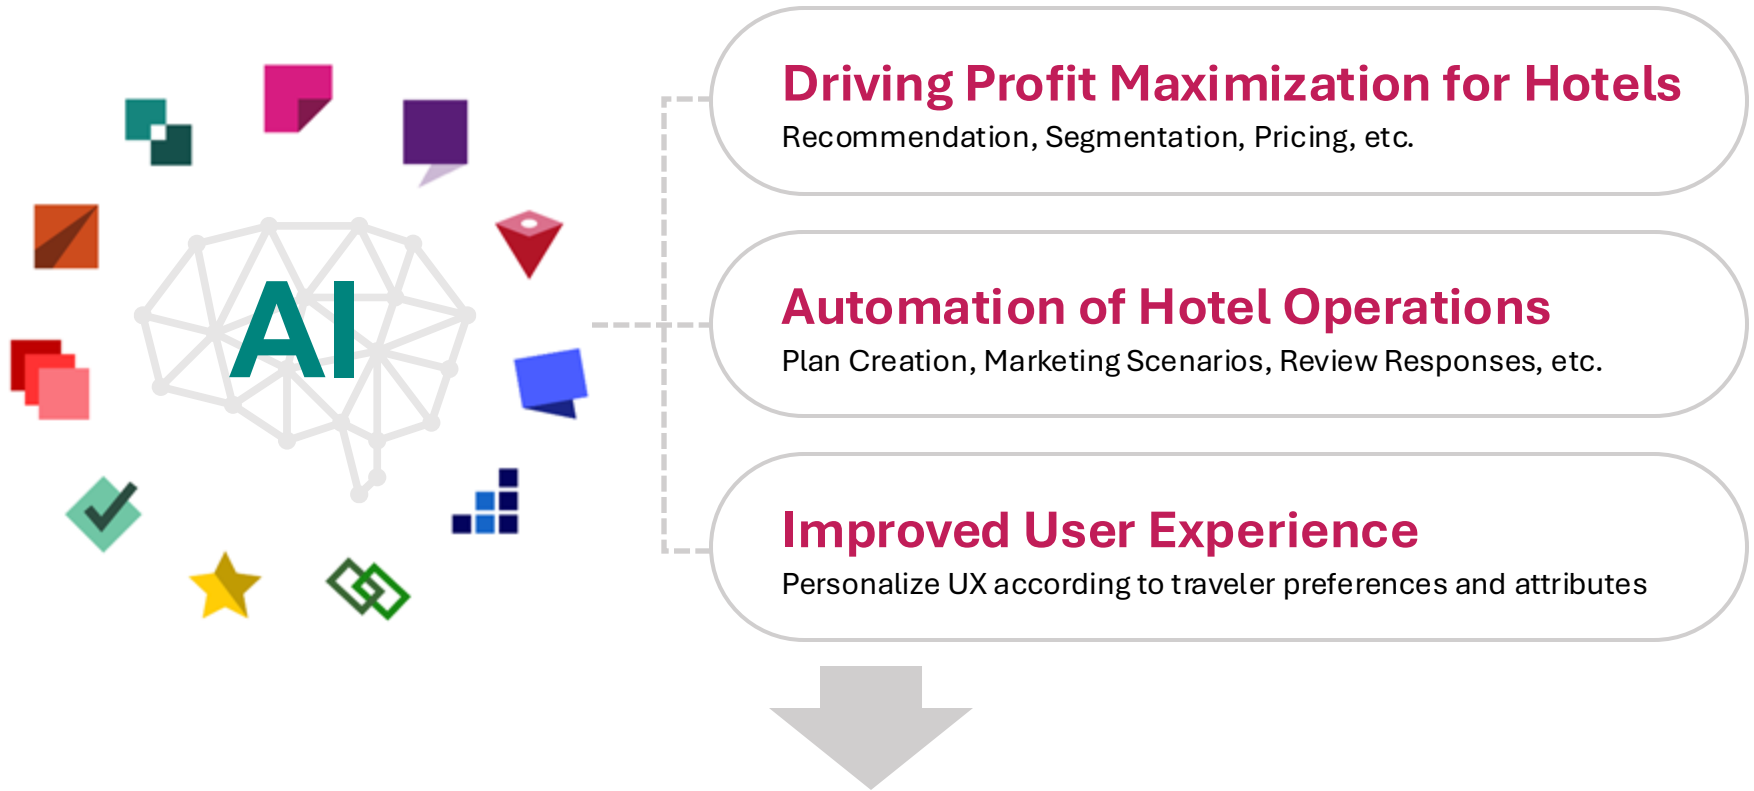 AI
Driving Profit Maximization for Hotels
Recommendation, Segmentation, Pricing, etc.
Automation of Hotel Operations
Plan Creation, Marketing Scenarios, Review Responses, etc.
Improved User Experience
Personalize UX according to traveler preferences and attributes